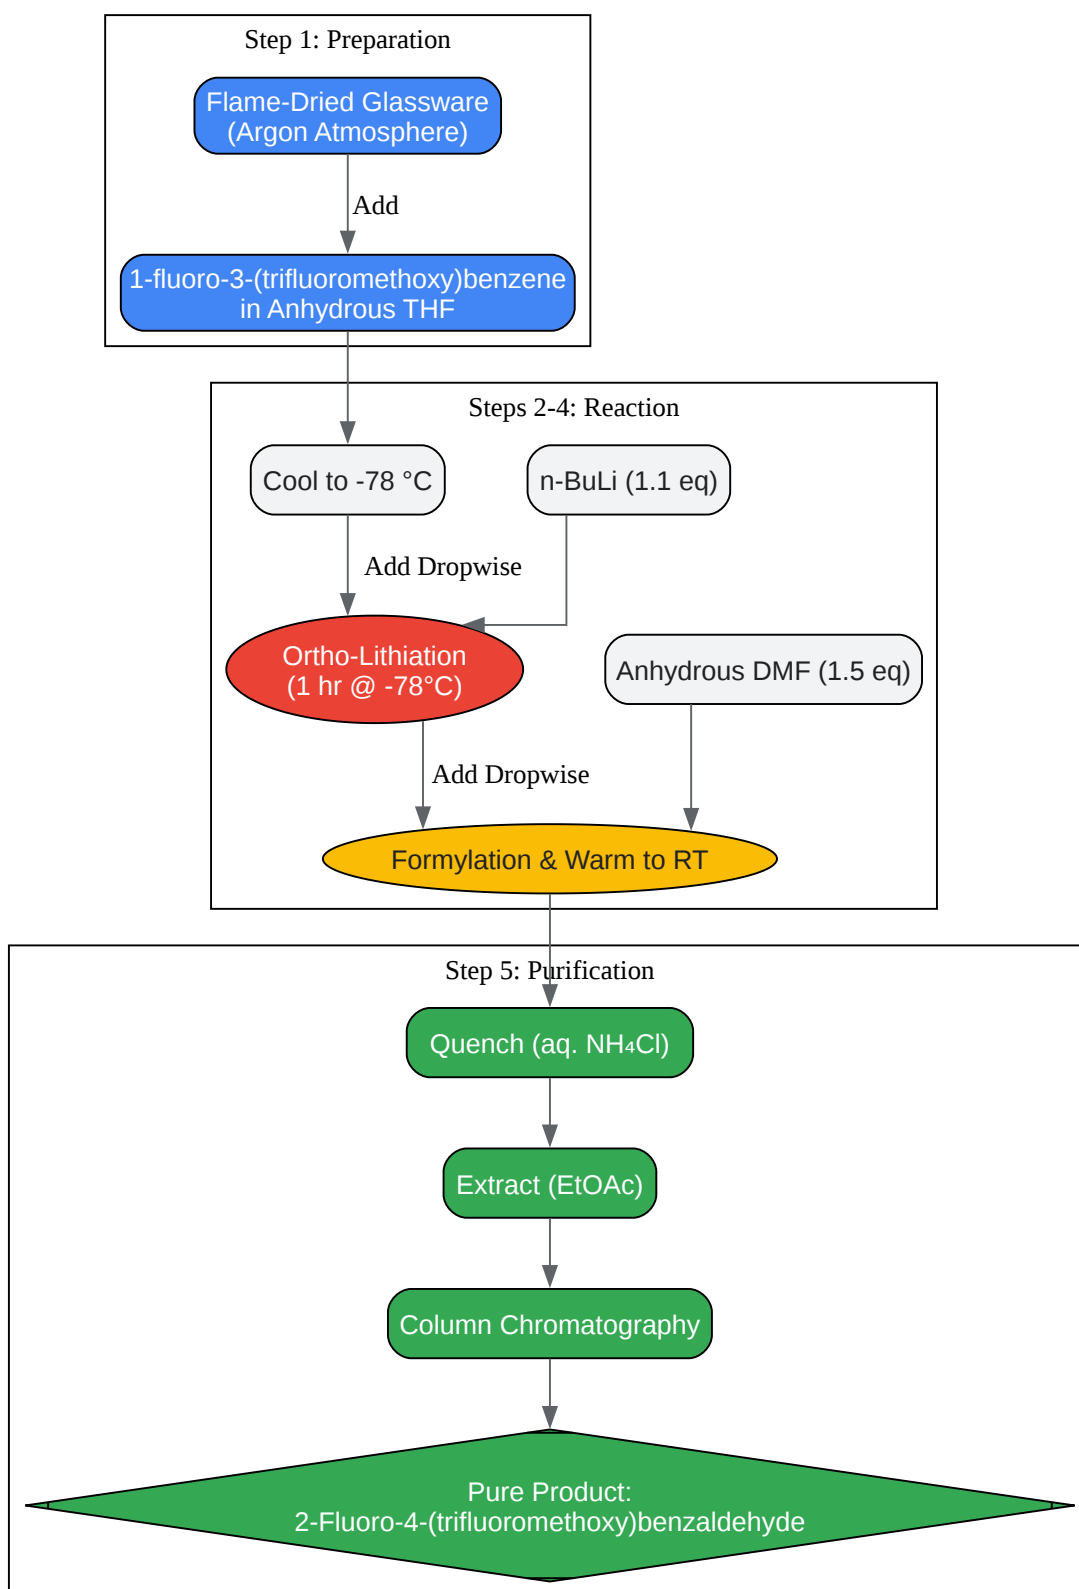 Step 1: Preparation
Flame-Dried Glassware
(Argon Atmosphere)
Add
1-fluoro-3-(trifluoromethoxy)benzene
in Anhydrous THF
Steps 2-4: Reaction
Cool to -78 °C
n-BuLi (1.1 eq)
Add Dropwise
Ortho-Lithiation
(1 hr @ -78°C)
Anhydrous DMF (1.5 eq)
Add Dropwise
Formylation & Warm to RT
Step 5: Purification
Quench (aq. NH₄Cl)
Extract (EtOAc)
Column Chromatography
Pure Product:
2-Fluoro-4-(trifluoromethoxy)benzaldehyde